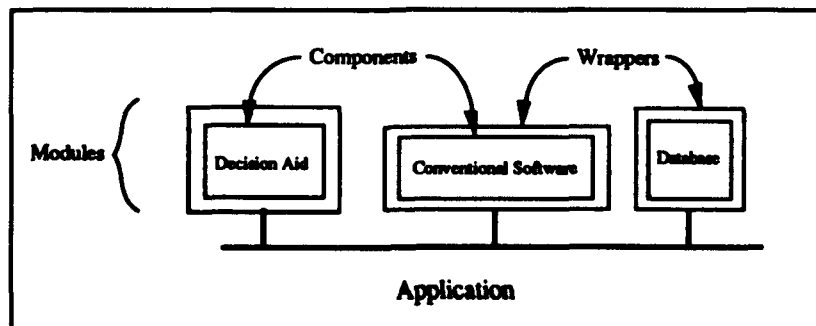 Components
Wrappers
Modules
Decision Aid
Conventional Software
Database
Application